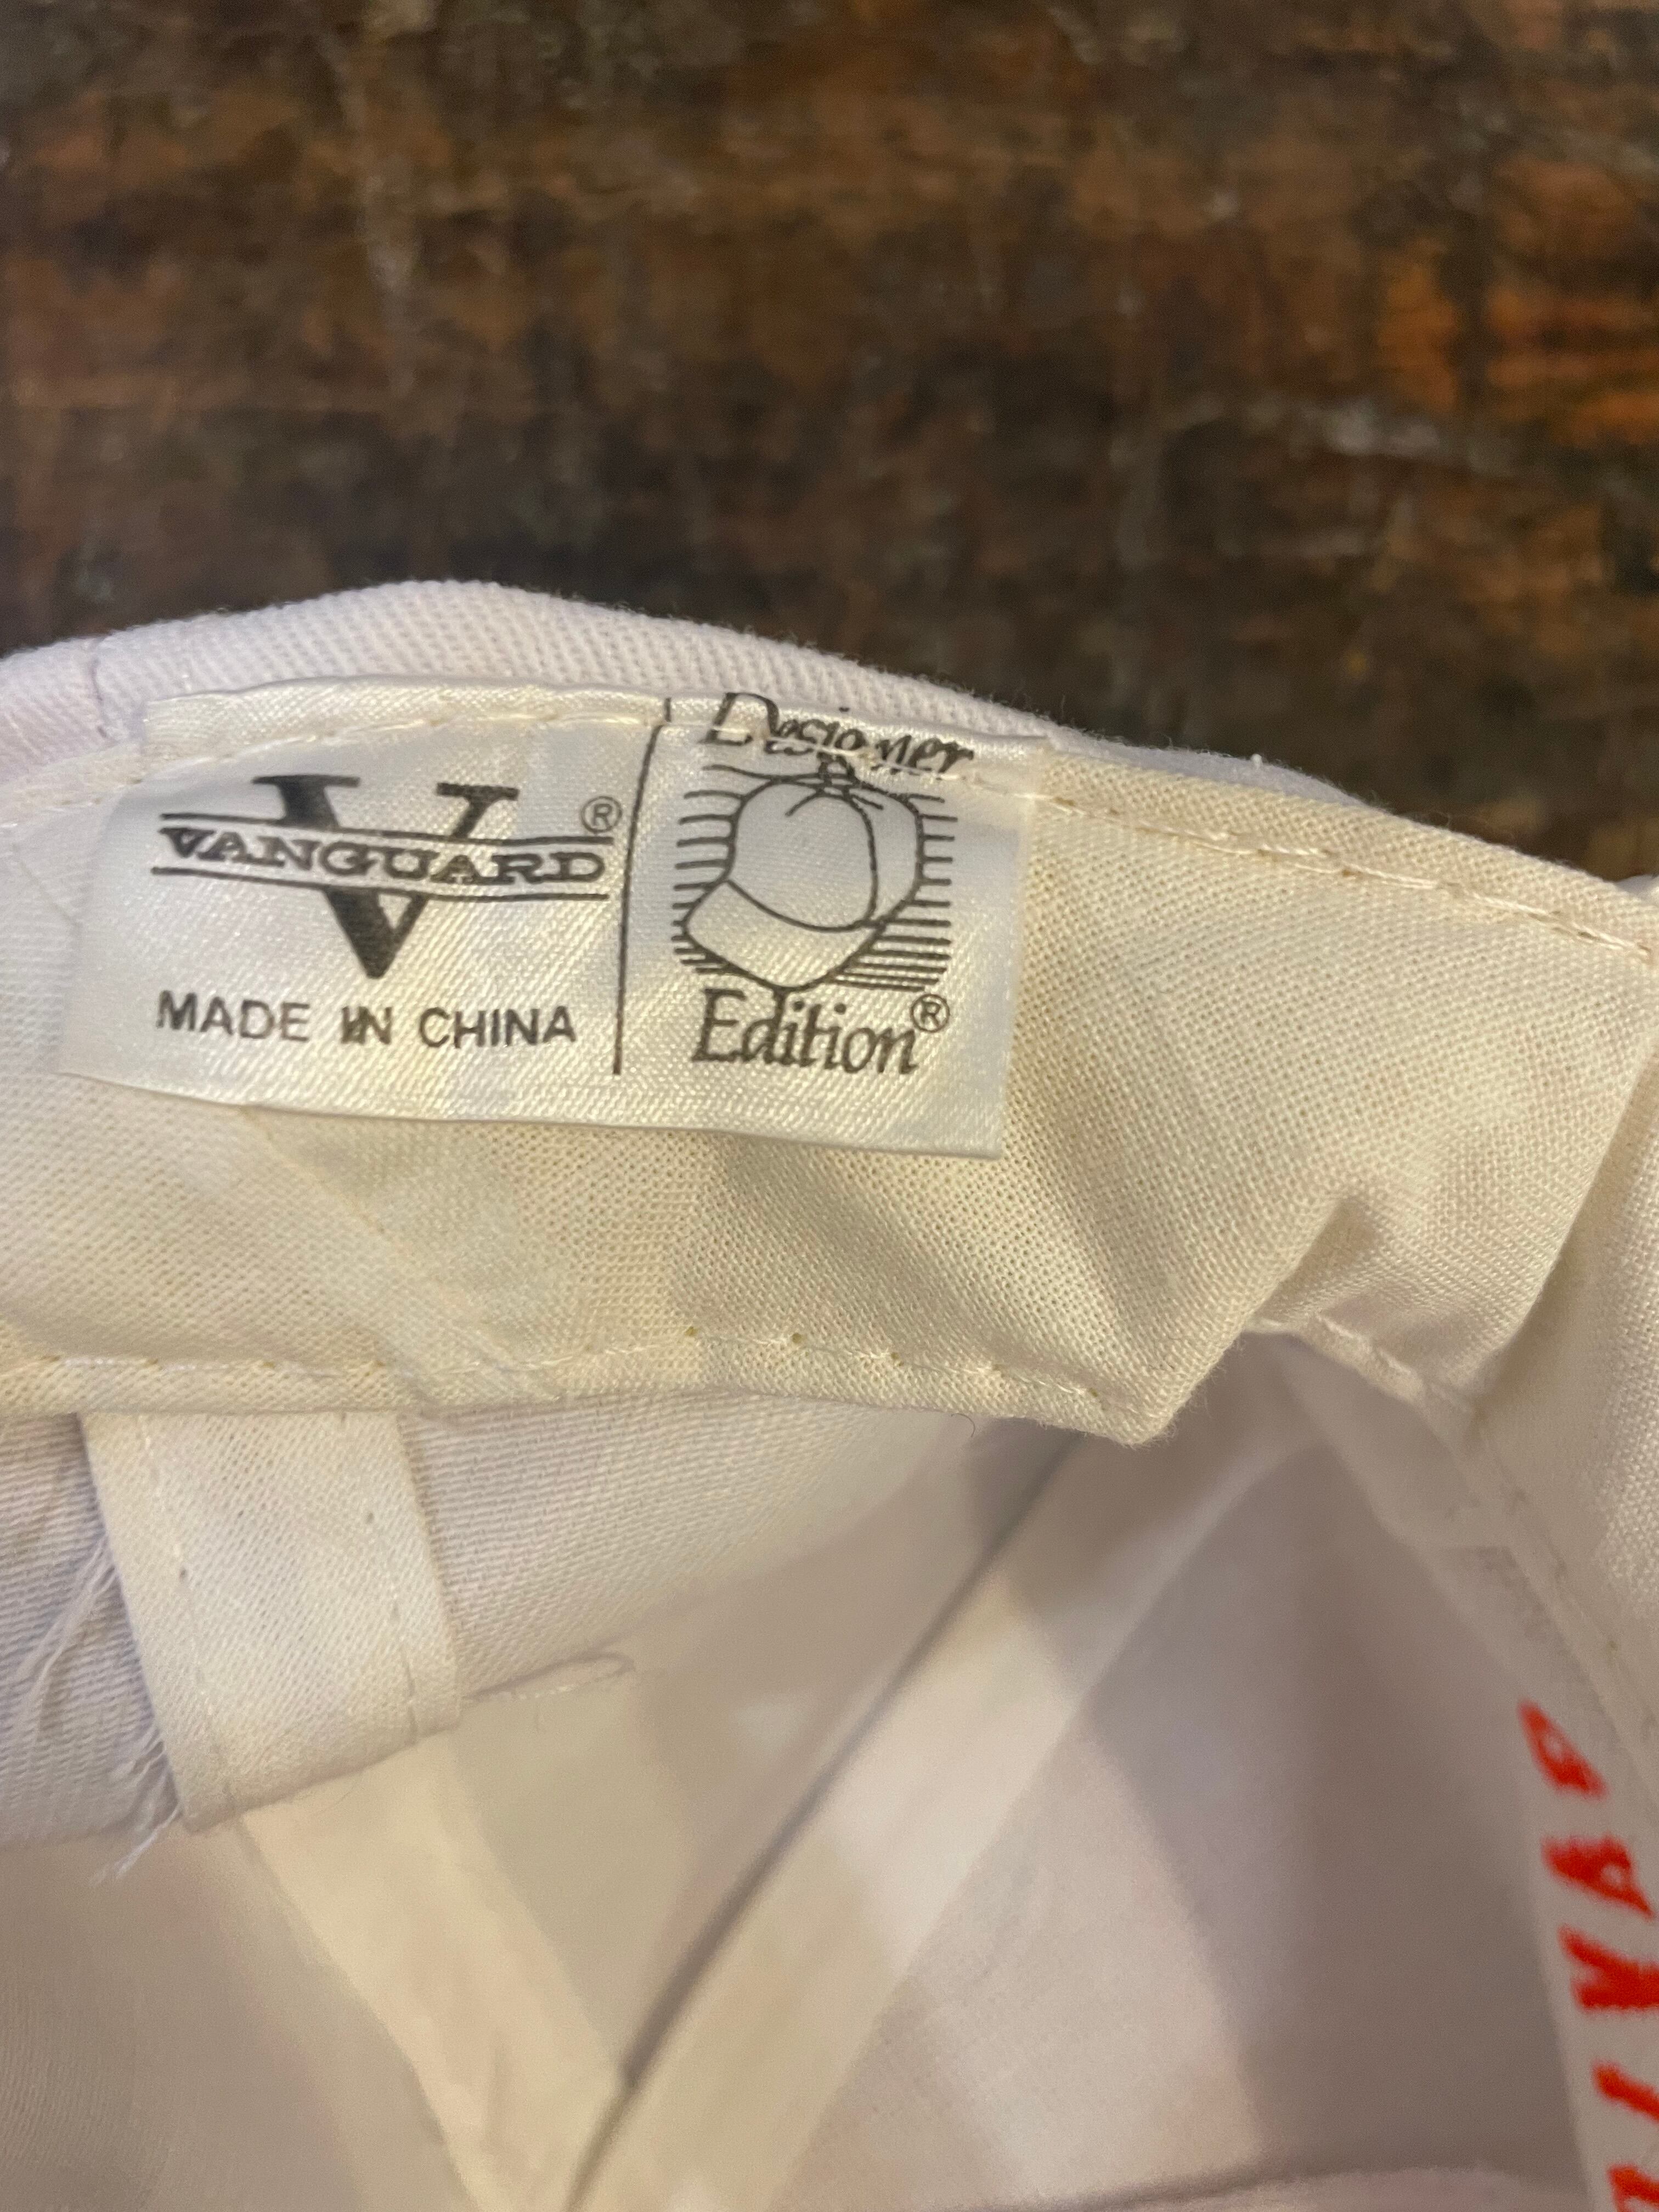 V
VANGUARD®
MADE IN CHINA
Designer
Edition®